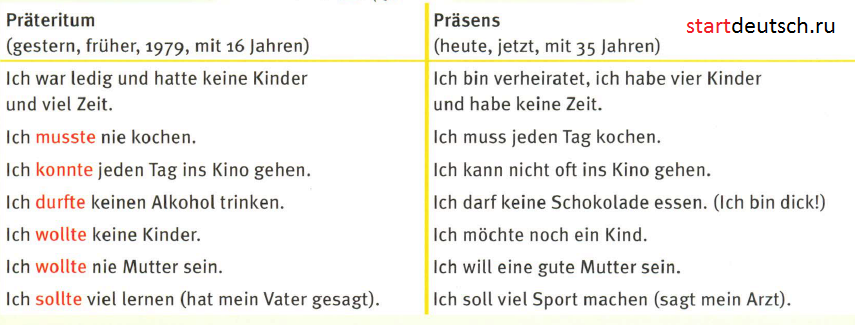 Präteritum
(gestern, früher, 1979, mit 16 Jahren)
Präsens
(heute, jetzt, mit 35 Jahren)
startdeutsch.ru
Ich war ledig und hatte keine Kinder
und viel Zeit.
Ich bin verheiratet, ich habe vier Kinder
und habe keine Zeit.
Ich musste nie kochen.
Ich muss jeden Tag kochen.
Ich konnte jeden Tag ins Kino gehen.
Ich kann nicht oft ins Kino gehen.
Ich durfte keinen Alkohol trinken.
Ich darf keine Schokolade essen. (Ich bin dick!)
Ich wollte keine Kinder.
Ich möchte noch ein Kind.
Ich wollte nie Mutter sein.
Ich will eine gute Mutter sein.
Ich sollte viel lernen (hat mein Vater gesagt).
Ich soll viel Sport machen (sagt mein Arzt).